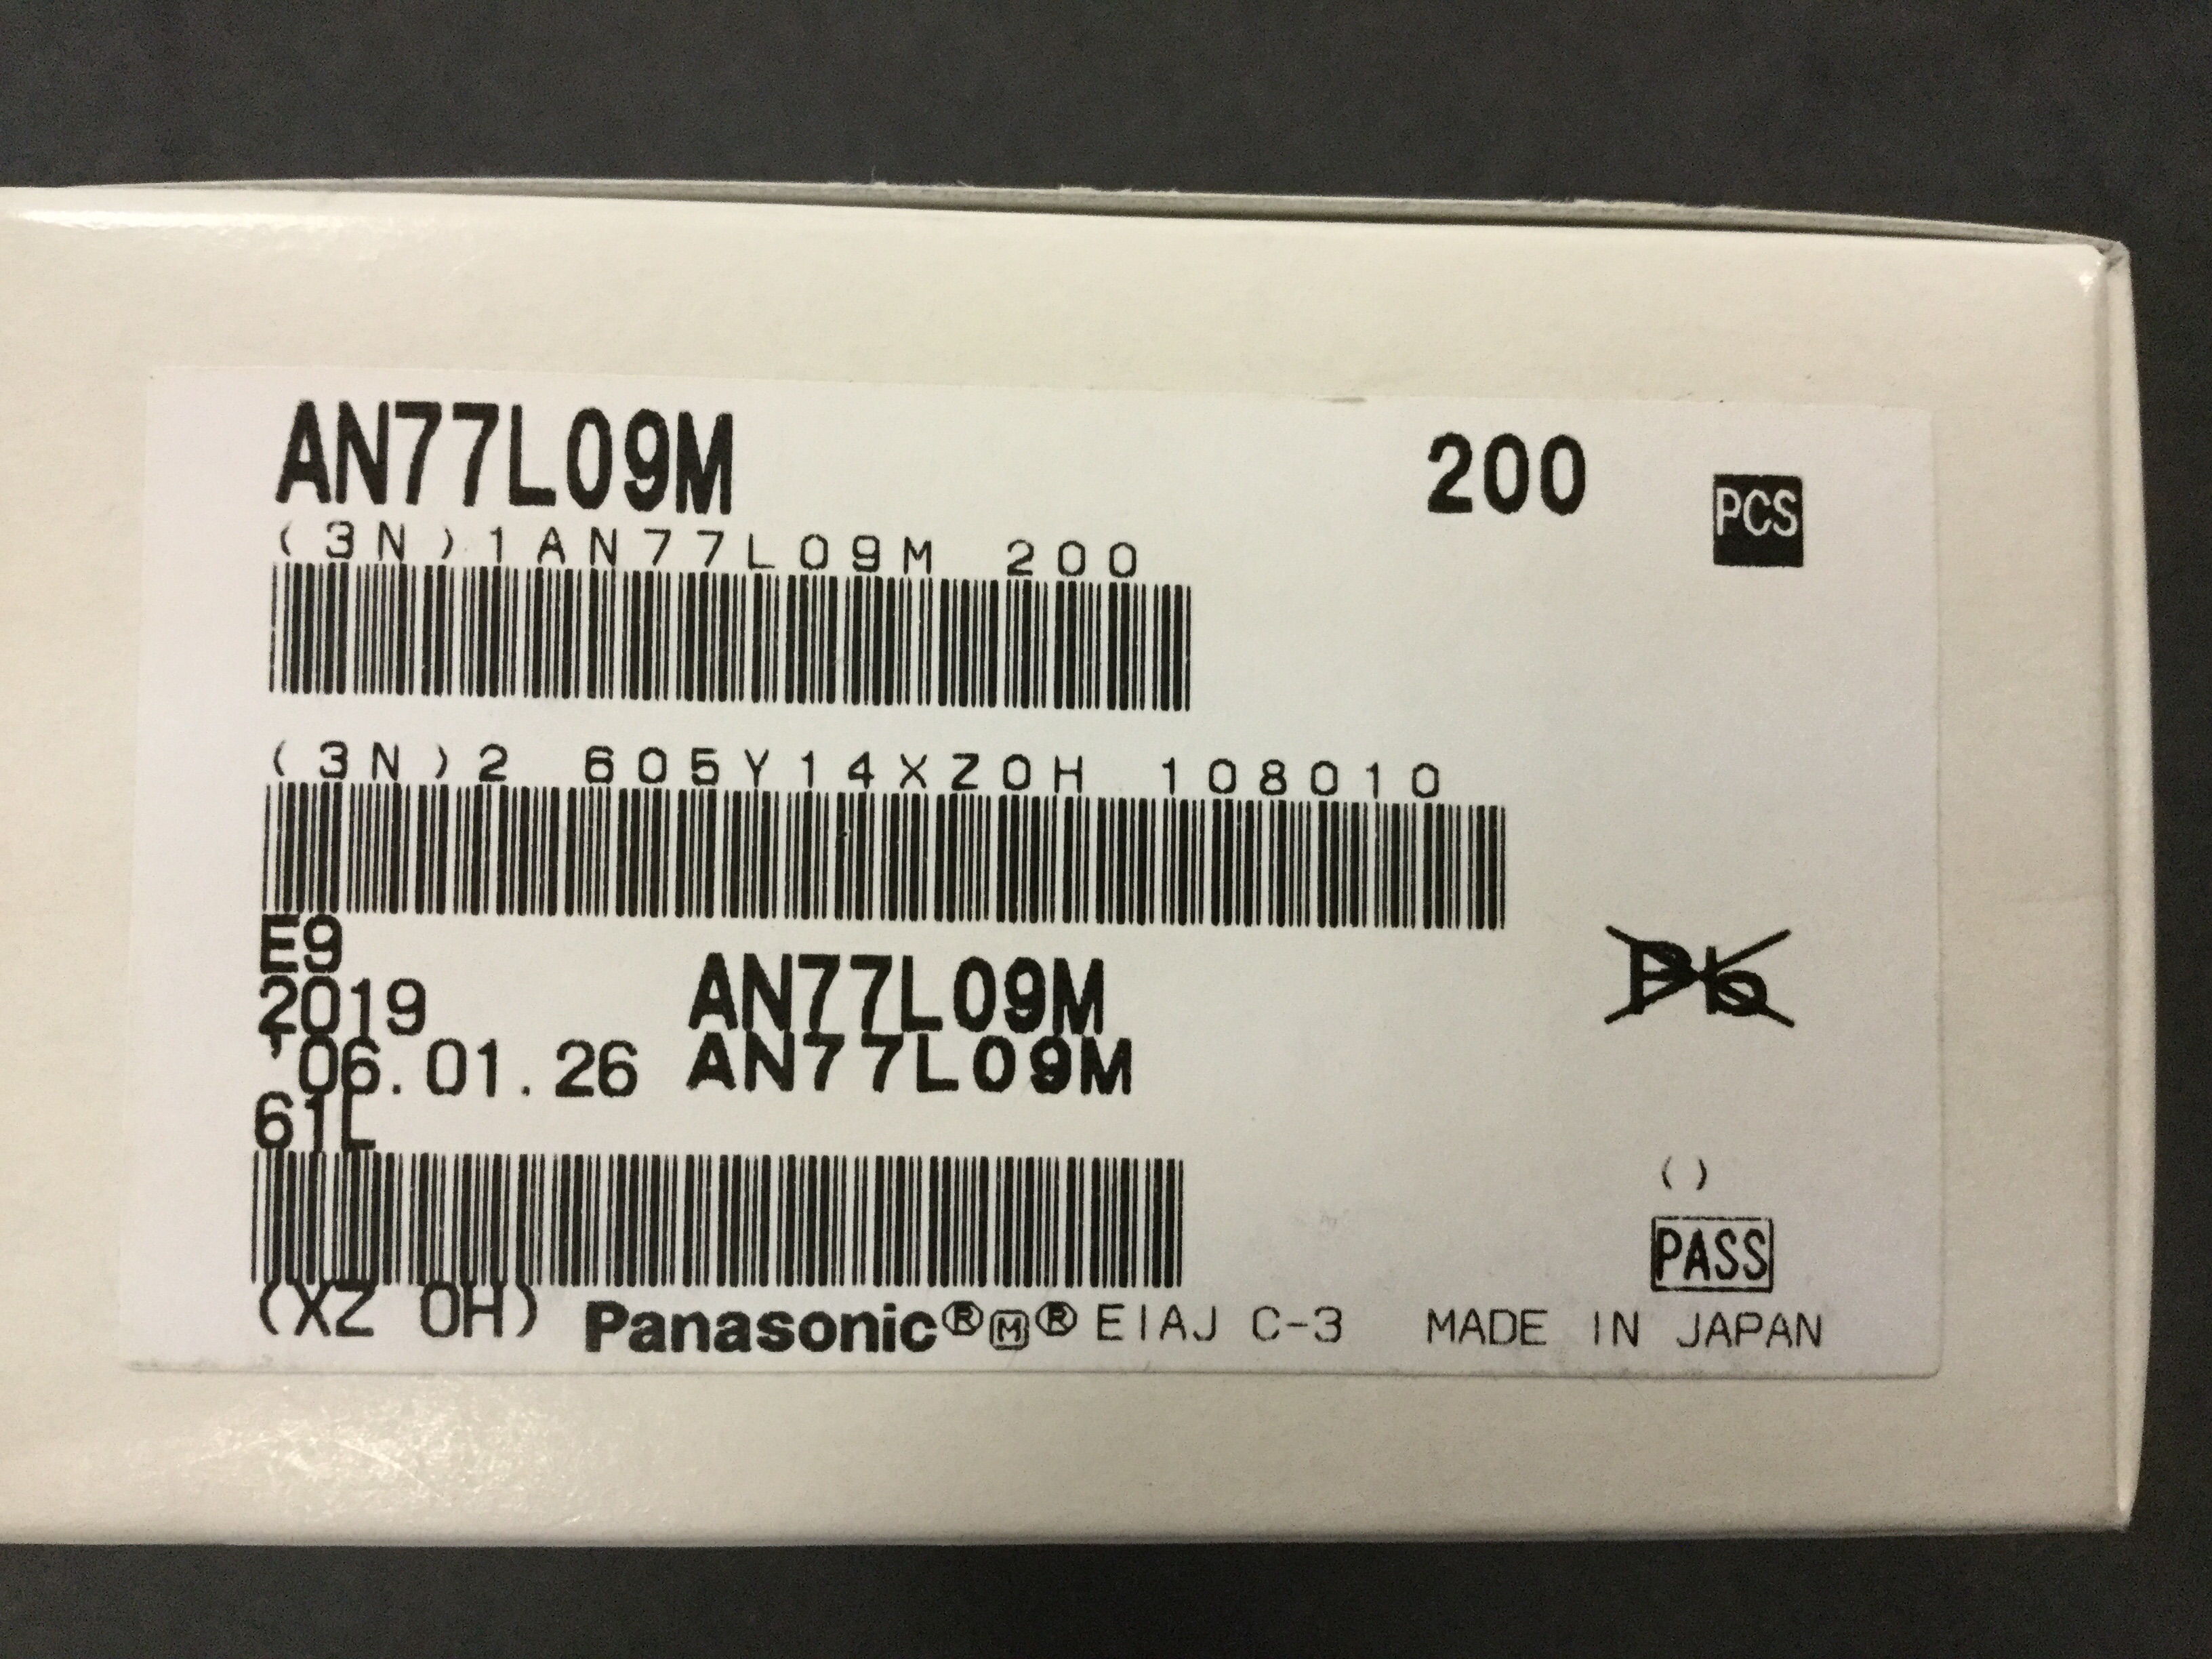 AN77L09M 200 PCS
(3N)1AN77L09M 200
(3N)2 605Y14XZ0H 108010
E9
2019 AN77L09M
'06.01.26 AN77L09M
Pb
61L
()
PASS
(XZ 0H) Panasonic® M® EIAJ C-3 MADE IN JAPAN